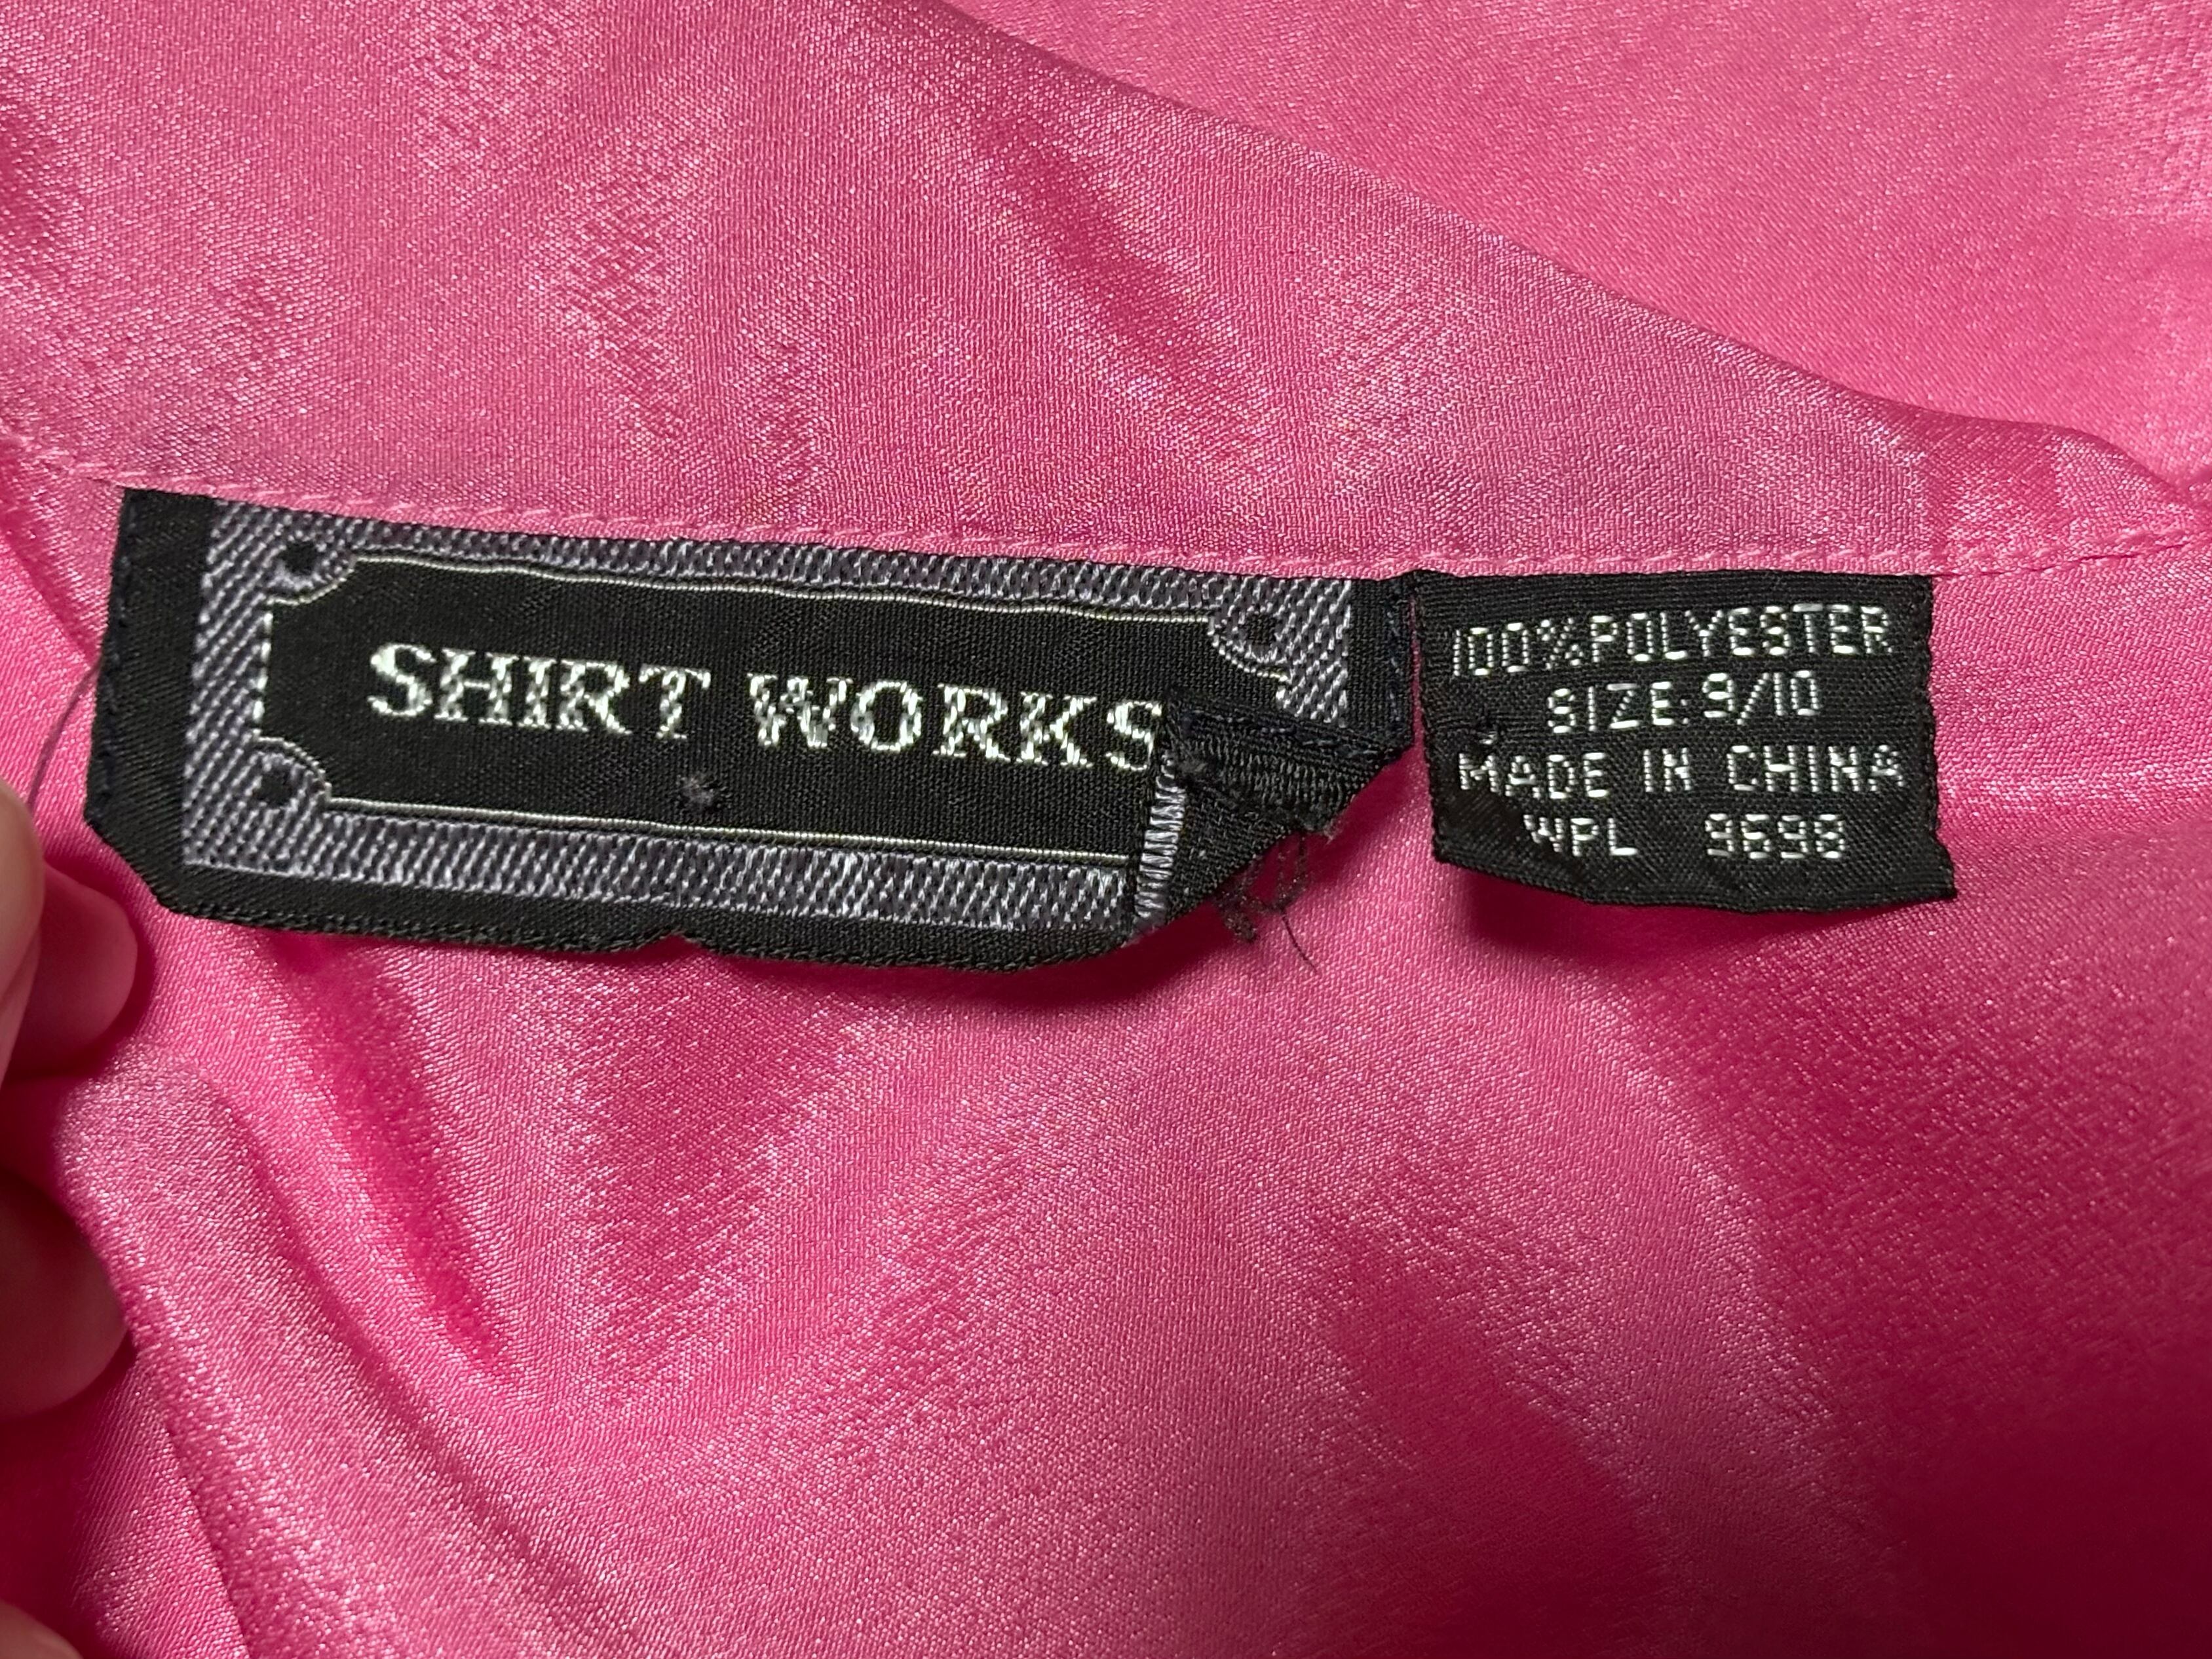 SHIRT WORKS
100% POLYESTER
SIZE: 9/10
MADE IN CHINA
WPL 9698